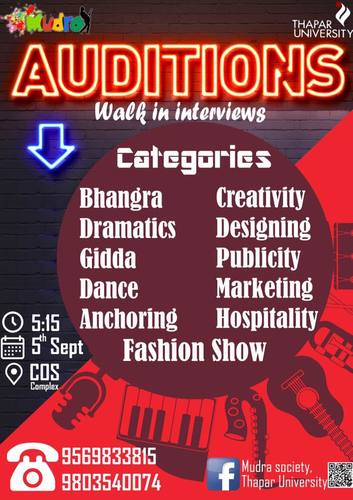 Mudra
THAPAR
UNIVERSITY
AUDITIONS
Walk in interviews
Categories
Bhangra
Creativity
Dramatics
Designing
Gidda
Publicity
Dance
Marketing
Anchoring
Hospitality
Fashion Show
5:15
5th Sept
COS
Complex
9569833815
9803540074
Mudra society,
Thapar University